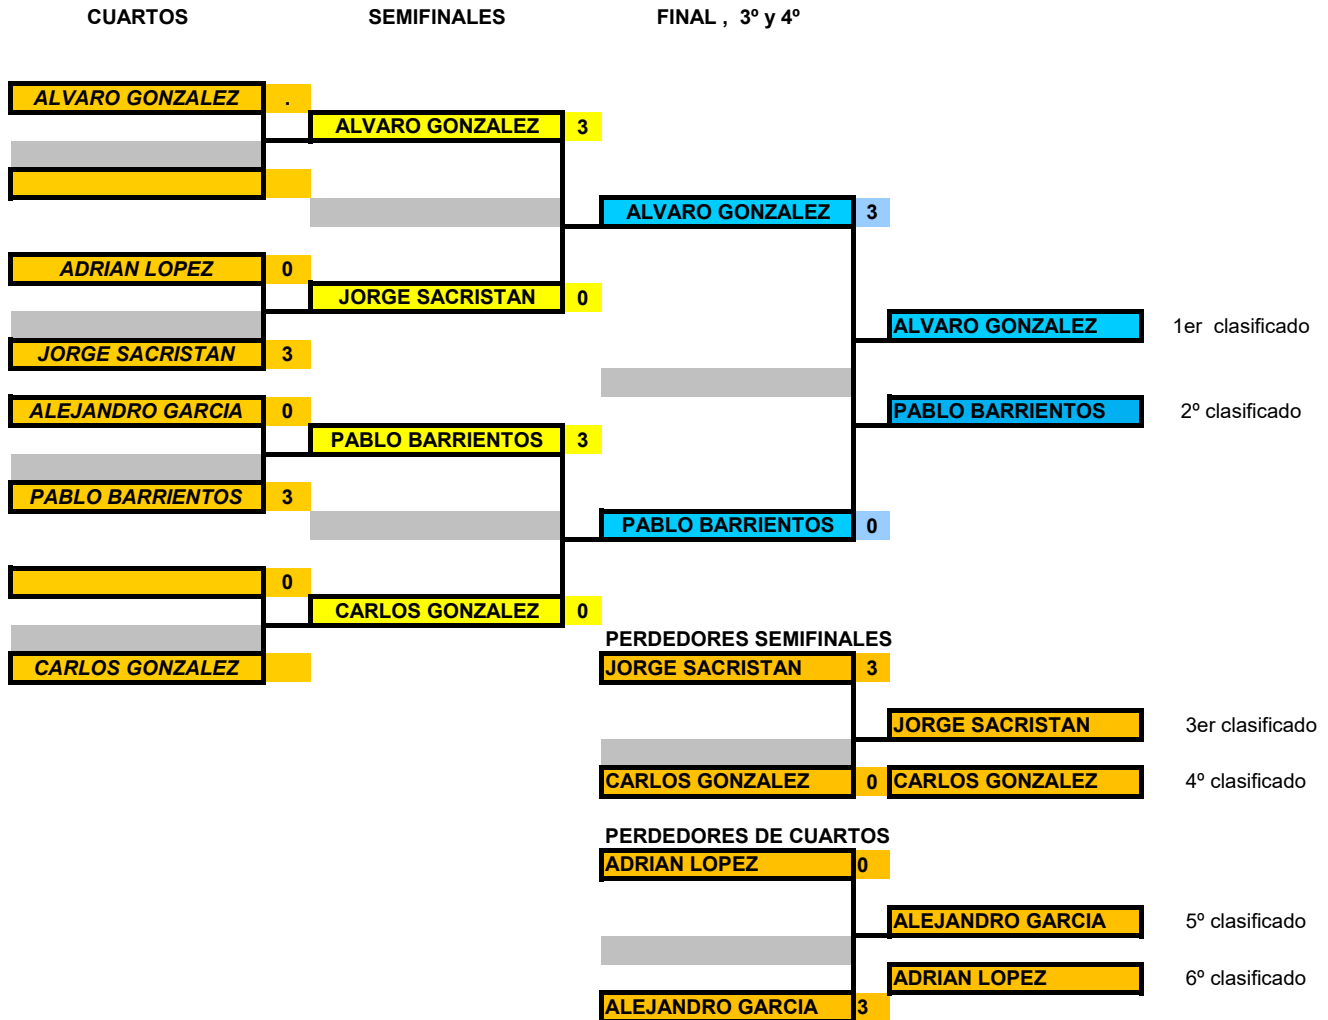 CUARTOS SEMIFINALES FINAL , 3º y 4º
ALVARO GONZALEZ .
ALVARO GONZALEZ 3
ALVARO GONZALEZ 3
ADRIAN LOPEZ 0
JORGE SACRISTAN 0
ALVARO GONZALEZ 1er clasificado
JORGE SACRISTAN 3
ALEJANDRO GARCIA 0
PABLO BARRIENTOS 2º clasificado
PABLO BARRIENTOS 3
PABLO BARRIENTOS 3
PABLO BARRIENTOS 0
0
CARLOS GONZALEZ 0
PERDEDORES SEMIFINALES
CARLOS GONZALEZ
JORGE SACRISTAN 3
JORGE SACRISTAN 3er clasificado
CARLOS GONZALEZ 0 CARLOS GONZALEZ 4º clasificado
PERDEDORES DE CUARTOS
ADRIAN LOPEZ 0
ALEJANDRO GARCIA 5º clasificado
ADRIAN LOPEZ 6º clasificado
ALEJANDRO GARCIA 3